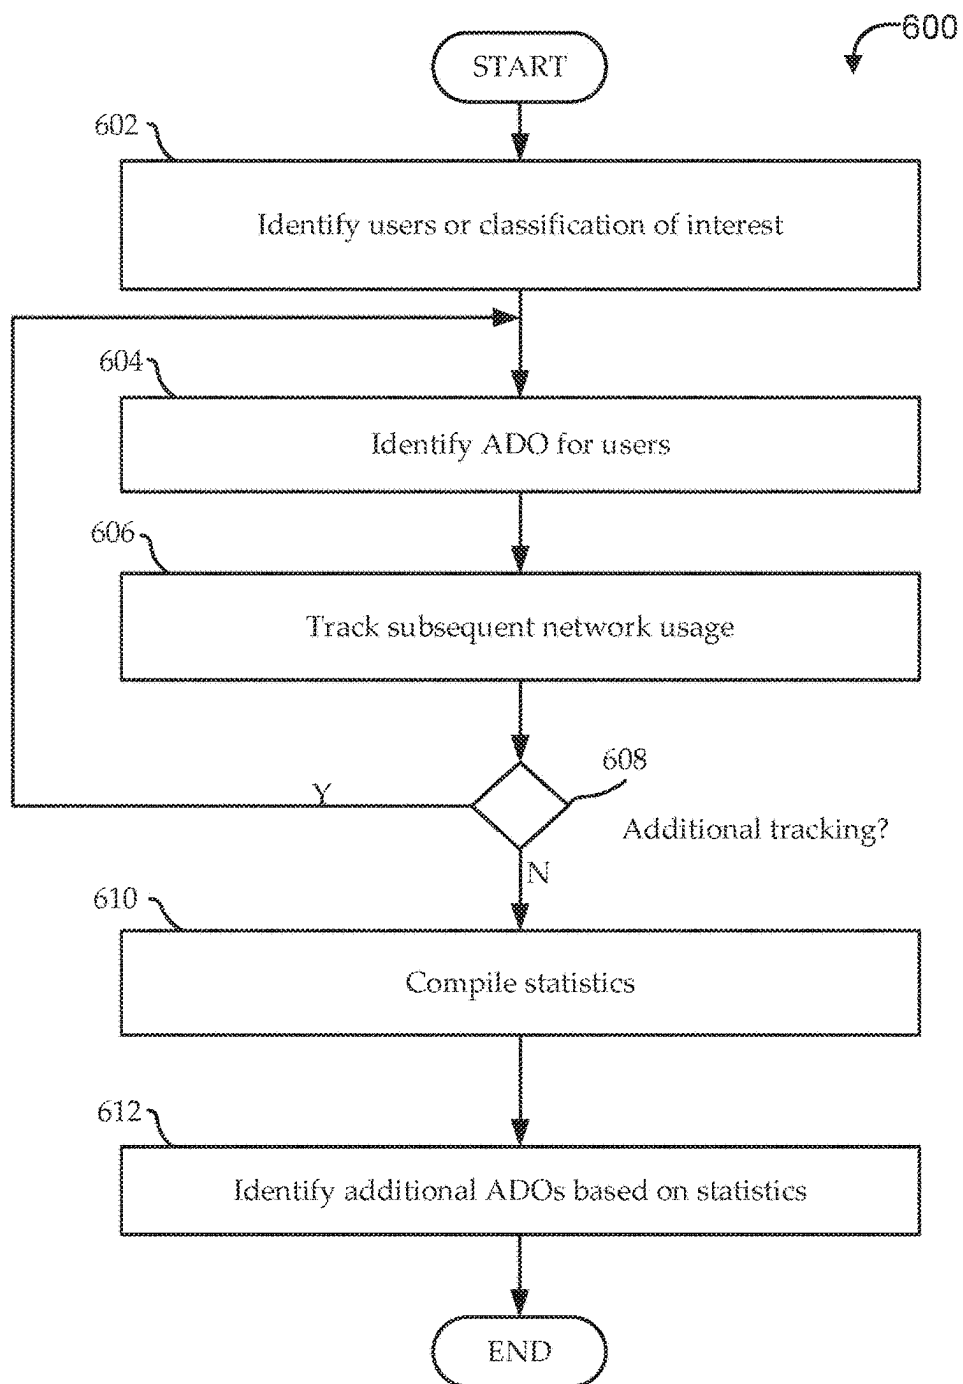 600
START
602
Identify users or classification of interest
604
Identify ADO for users
606
Track subsequent network usage
608
Y
Additional tracking?
N
610
Compile statistics
612
Identify additional ADOs based on statistics
END